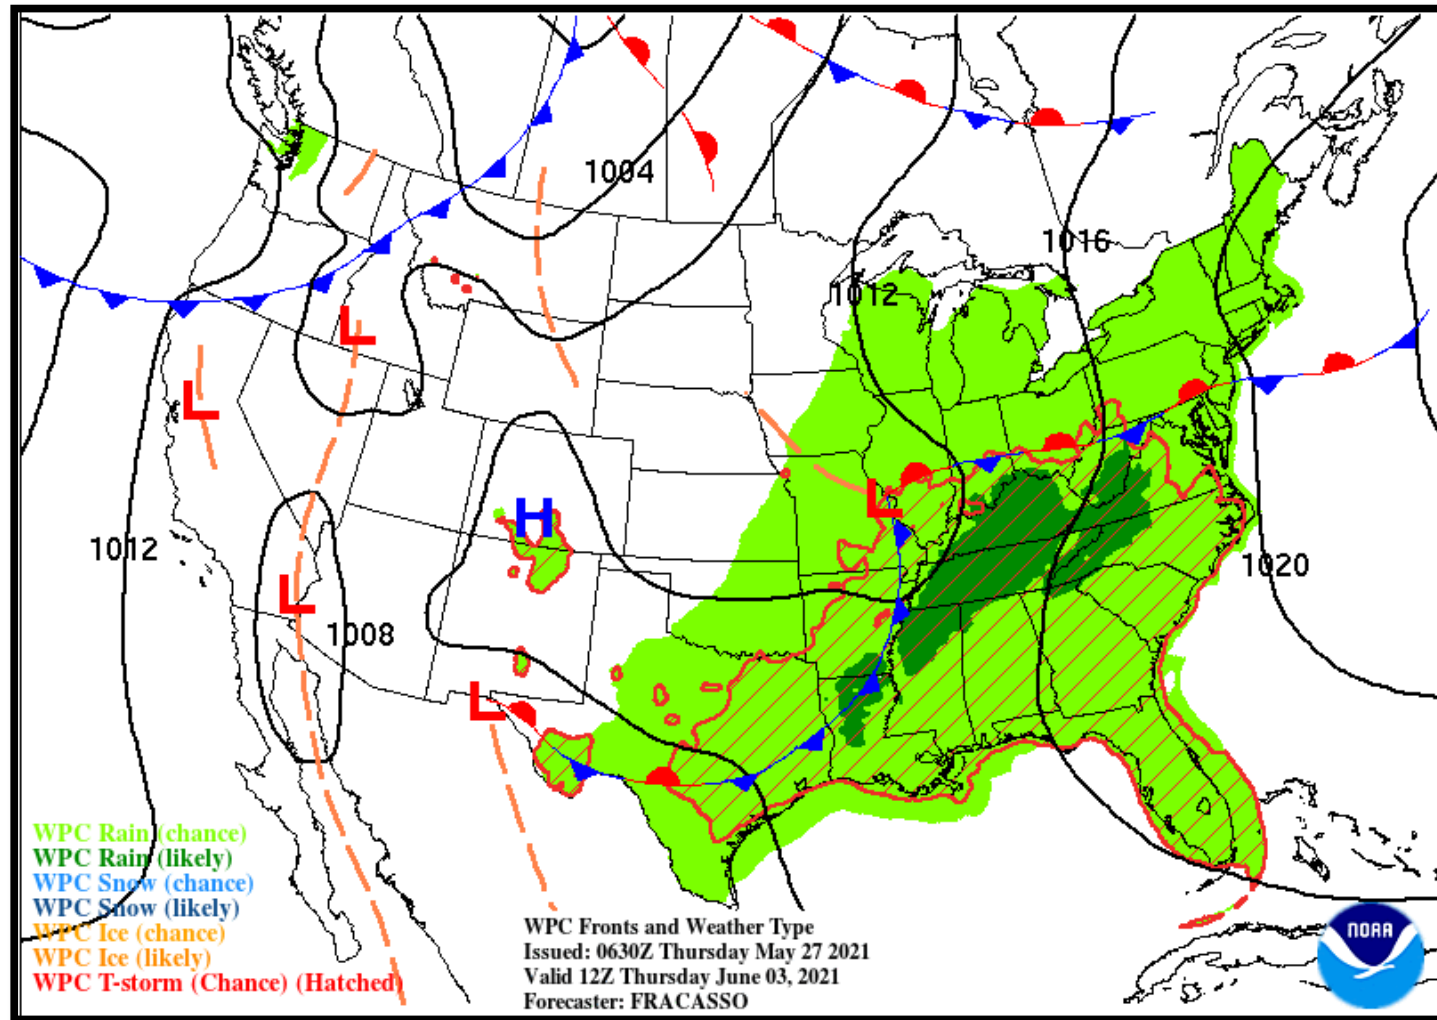 1004
1016
1012
L
L
H
L
1012
1020
L
1008
L
WPC Rain (chance)
WPC Rain (likely)
WPC Snow (chance)
WPC Snow (likely)
WPC Ice (chance)
WPC Ice (likely)
WPC T-storm (Chance) (Hatched)
WPC Fronts and Weather Type
Issued: 0630Z Thursday May 27 2021
Valid 12Z Thursday June 03, 2021
Forecaster: FRACASSO
NOAA